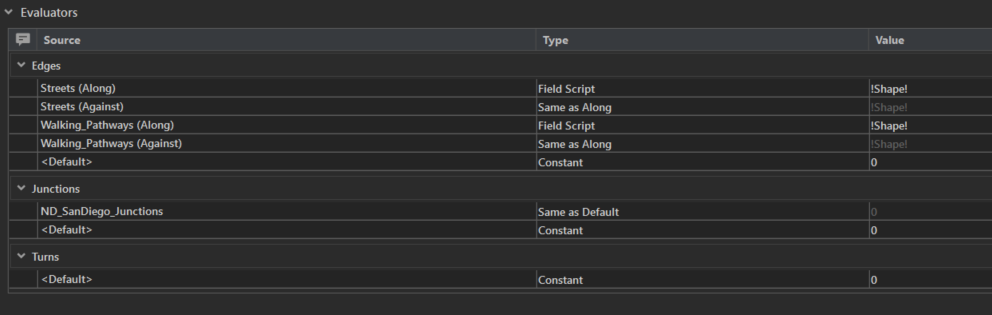 Evaluators
Source Type Value
Edges
Streets (Along) Field Script !Shape!
Streets (Against) Same as Along !Shape!
Walking_Pathways (Along) Field Script !Shape!
Walking_Pathways (Against) Same as Along !Shape!
<Default> Constant 0
Junctions
ND_SanDiego_Junctions Same as Default 0
<Default> Constant 0
Turns
<Default> Constant 0